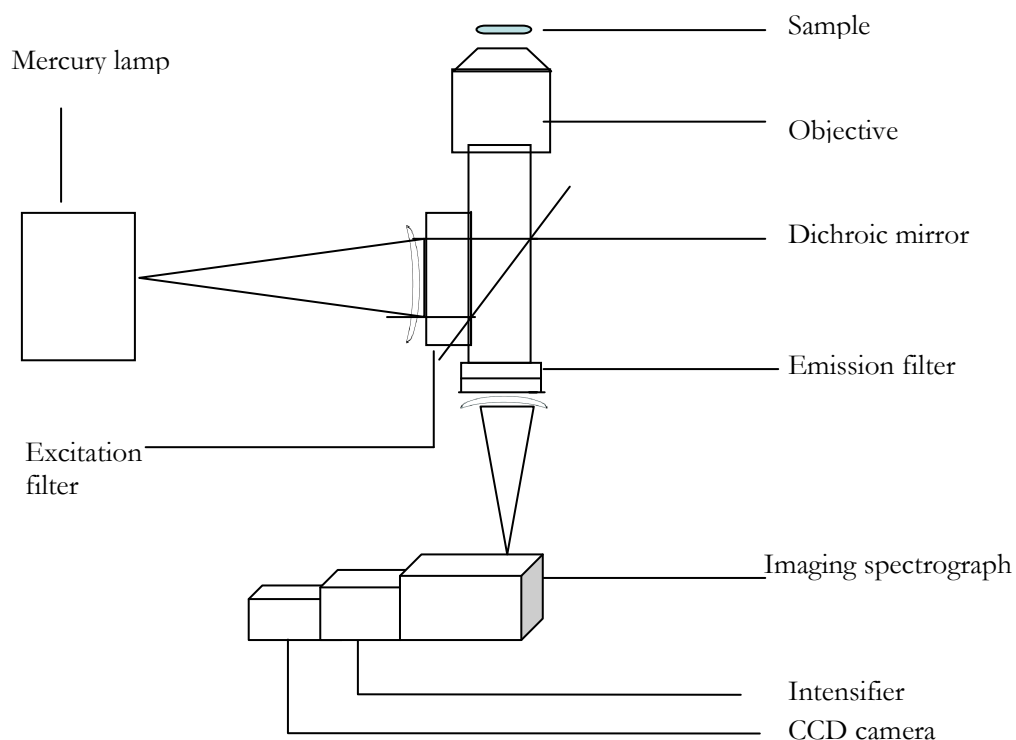 Sample
Mercury lamp
Objective
Dichroic mirror
Emission filter
Excitation
filter
Imaging spectrograph
Intensifier
CCD camera